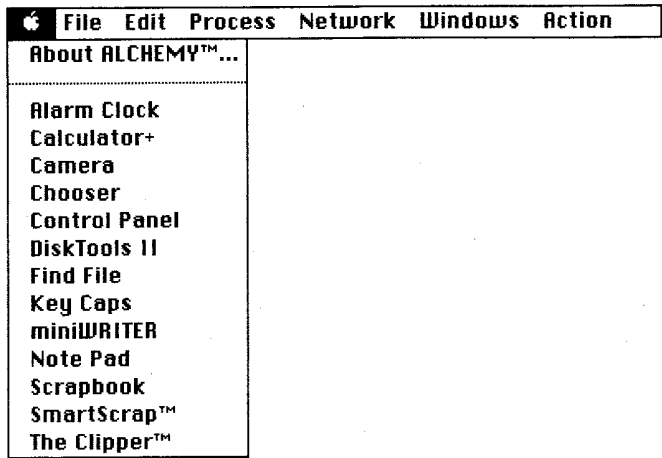 File Edit Process Network Windows Action
About ALCHEMY™...
Alarm Clock
Calculator+
Camera
Chooser
Control Panel
DiskTools II
Find File
Key Caps
miniWRITER
Note Pad
Scrapbook
SmartScrap™
The Clipper™